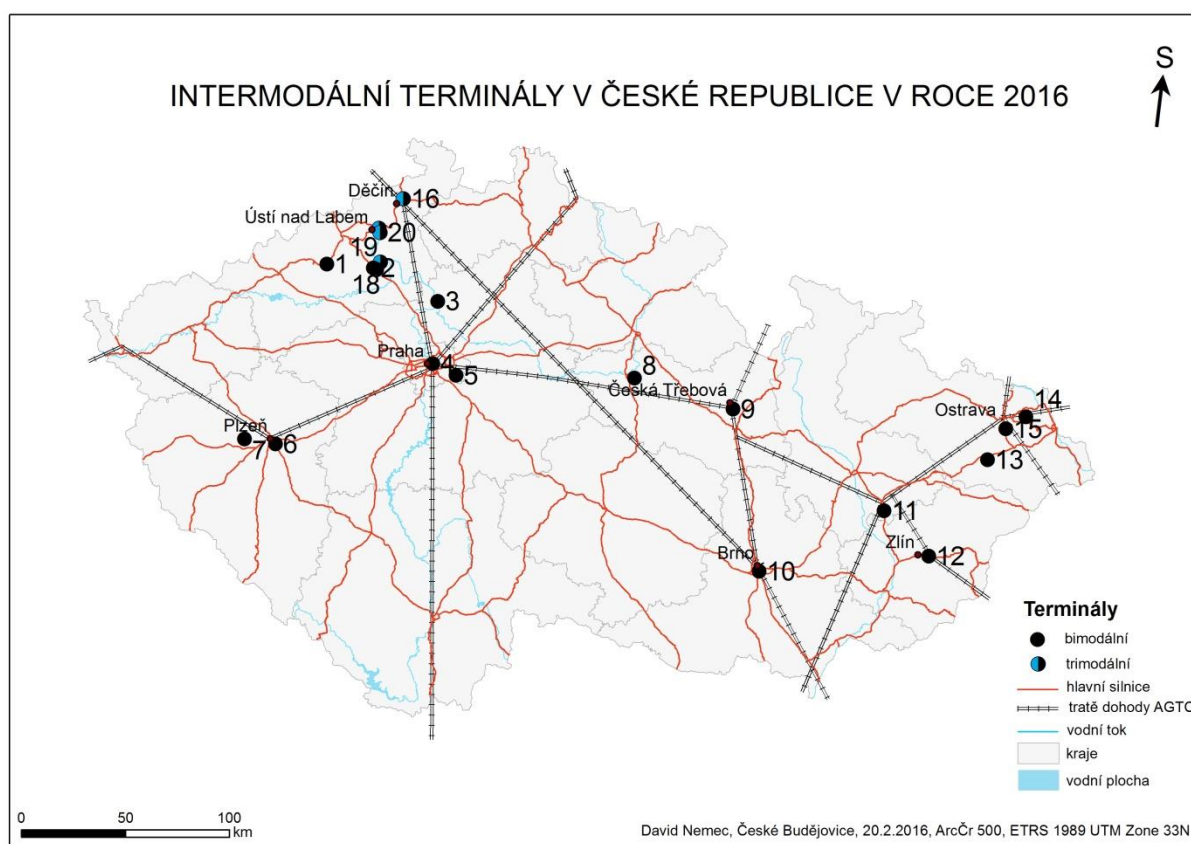 S
INTERMODÁLNÍ TERMINÁLY V ČESKÉ REPUBLICE V ROCE 2016
Děčín
16
Ústí nad Labem
20
19
1
2
18
3
Praha
4
5
8
Česká Třebová
9
14
Ostrava
15
Plzeň
7
6
13
11
Zlín
12
Brno
10
Terminály
bimodální
trimodální
hlavní silnice
tratě dohody AGTC
vodní tok
kraje
vodní plocha
0 50 100
km
David Nemec, České Budějovice, 20.2.2016, ArcČr 500, ETRS 1989 UTM Zone 33N